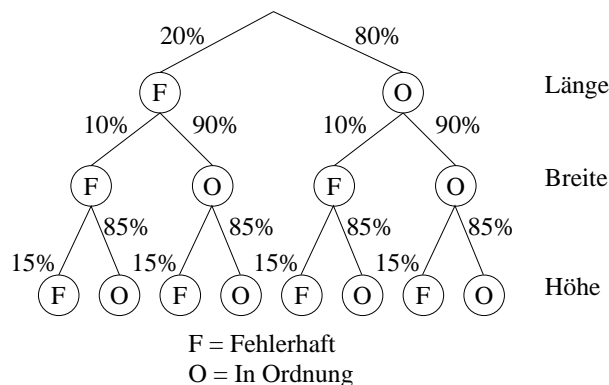 20% 80%
F O Länge
10% 90% 10% 90%
F O F O Breite
85% 85% 85% 85%
15% 15% 15% 15%
F O F O F O F O Höhe
F = Fehlerhaft
O = In Ordnung